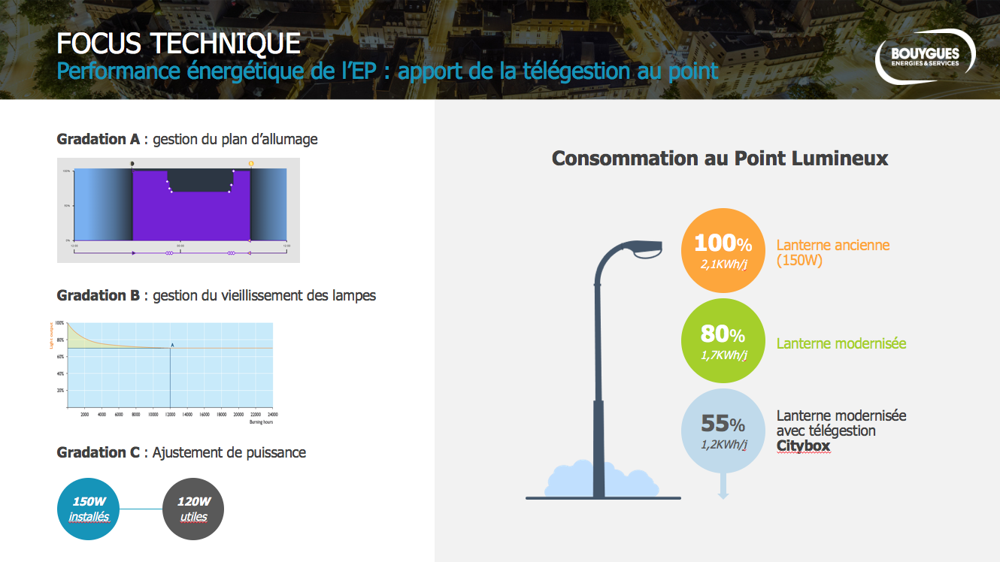 FOCUS TECHNIQUE
Performance énergétique de l’EP : apport de la télégestion au point
BOUYGUES
ENERGIES & SERVICES
Gradation A : gestion du plan d’allumage
100%
50%
0%
12:00
00:00
12:00
Gradation B : gestion du vieillissement des lampes
Light output
100%
80%
60%
40%
20%
A
2000 4000 6000 8000 10000 12000 14000 16000 18000 20000 22000 24000
Burning hours
Gradation C : Ajustement de puissance
150W
installés
120W
utiles
Consommation au Point Lumineux
100%
2,1KWh/j
Lanterne ancienne
(150W)
80%
1,7KWh/j
Lanterne modernisée
55%
1,2KWh/j
Lanterne modernisée
avec télégestion
Citybox